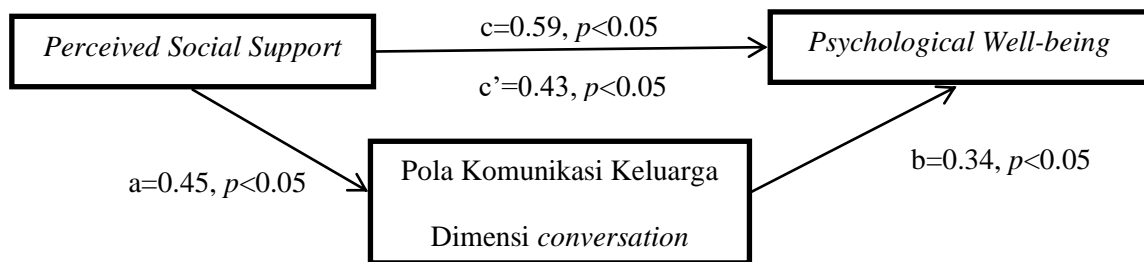 Perceived Social Support
c=0.59, p<0.05
Psychological Well-being
c’=0.43, p<0.05
a=0.45, p<0.05
Pola Komunikasi Keluarga
Dimensi conversation
b=0.34, p<0.05